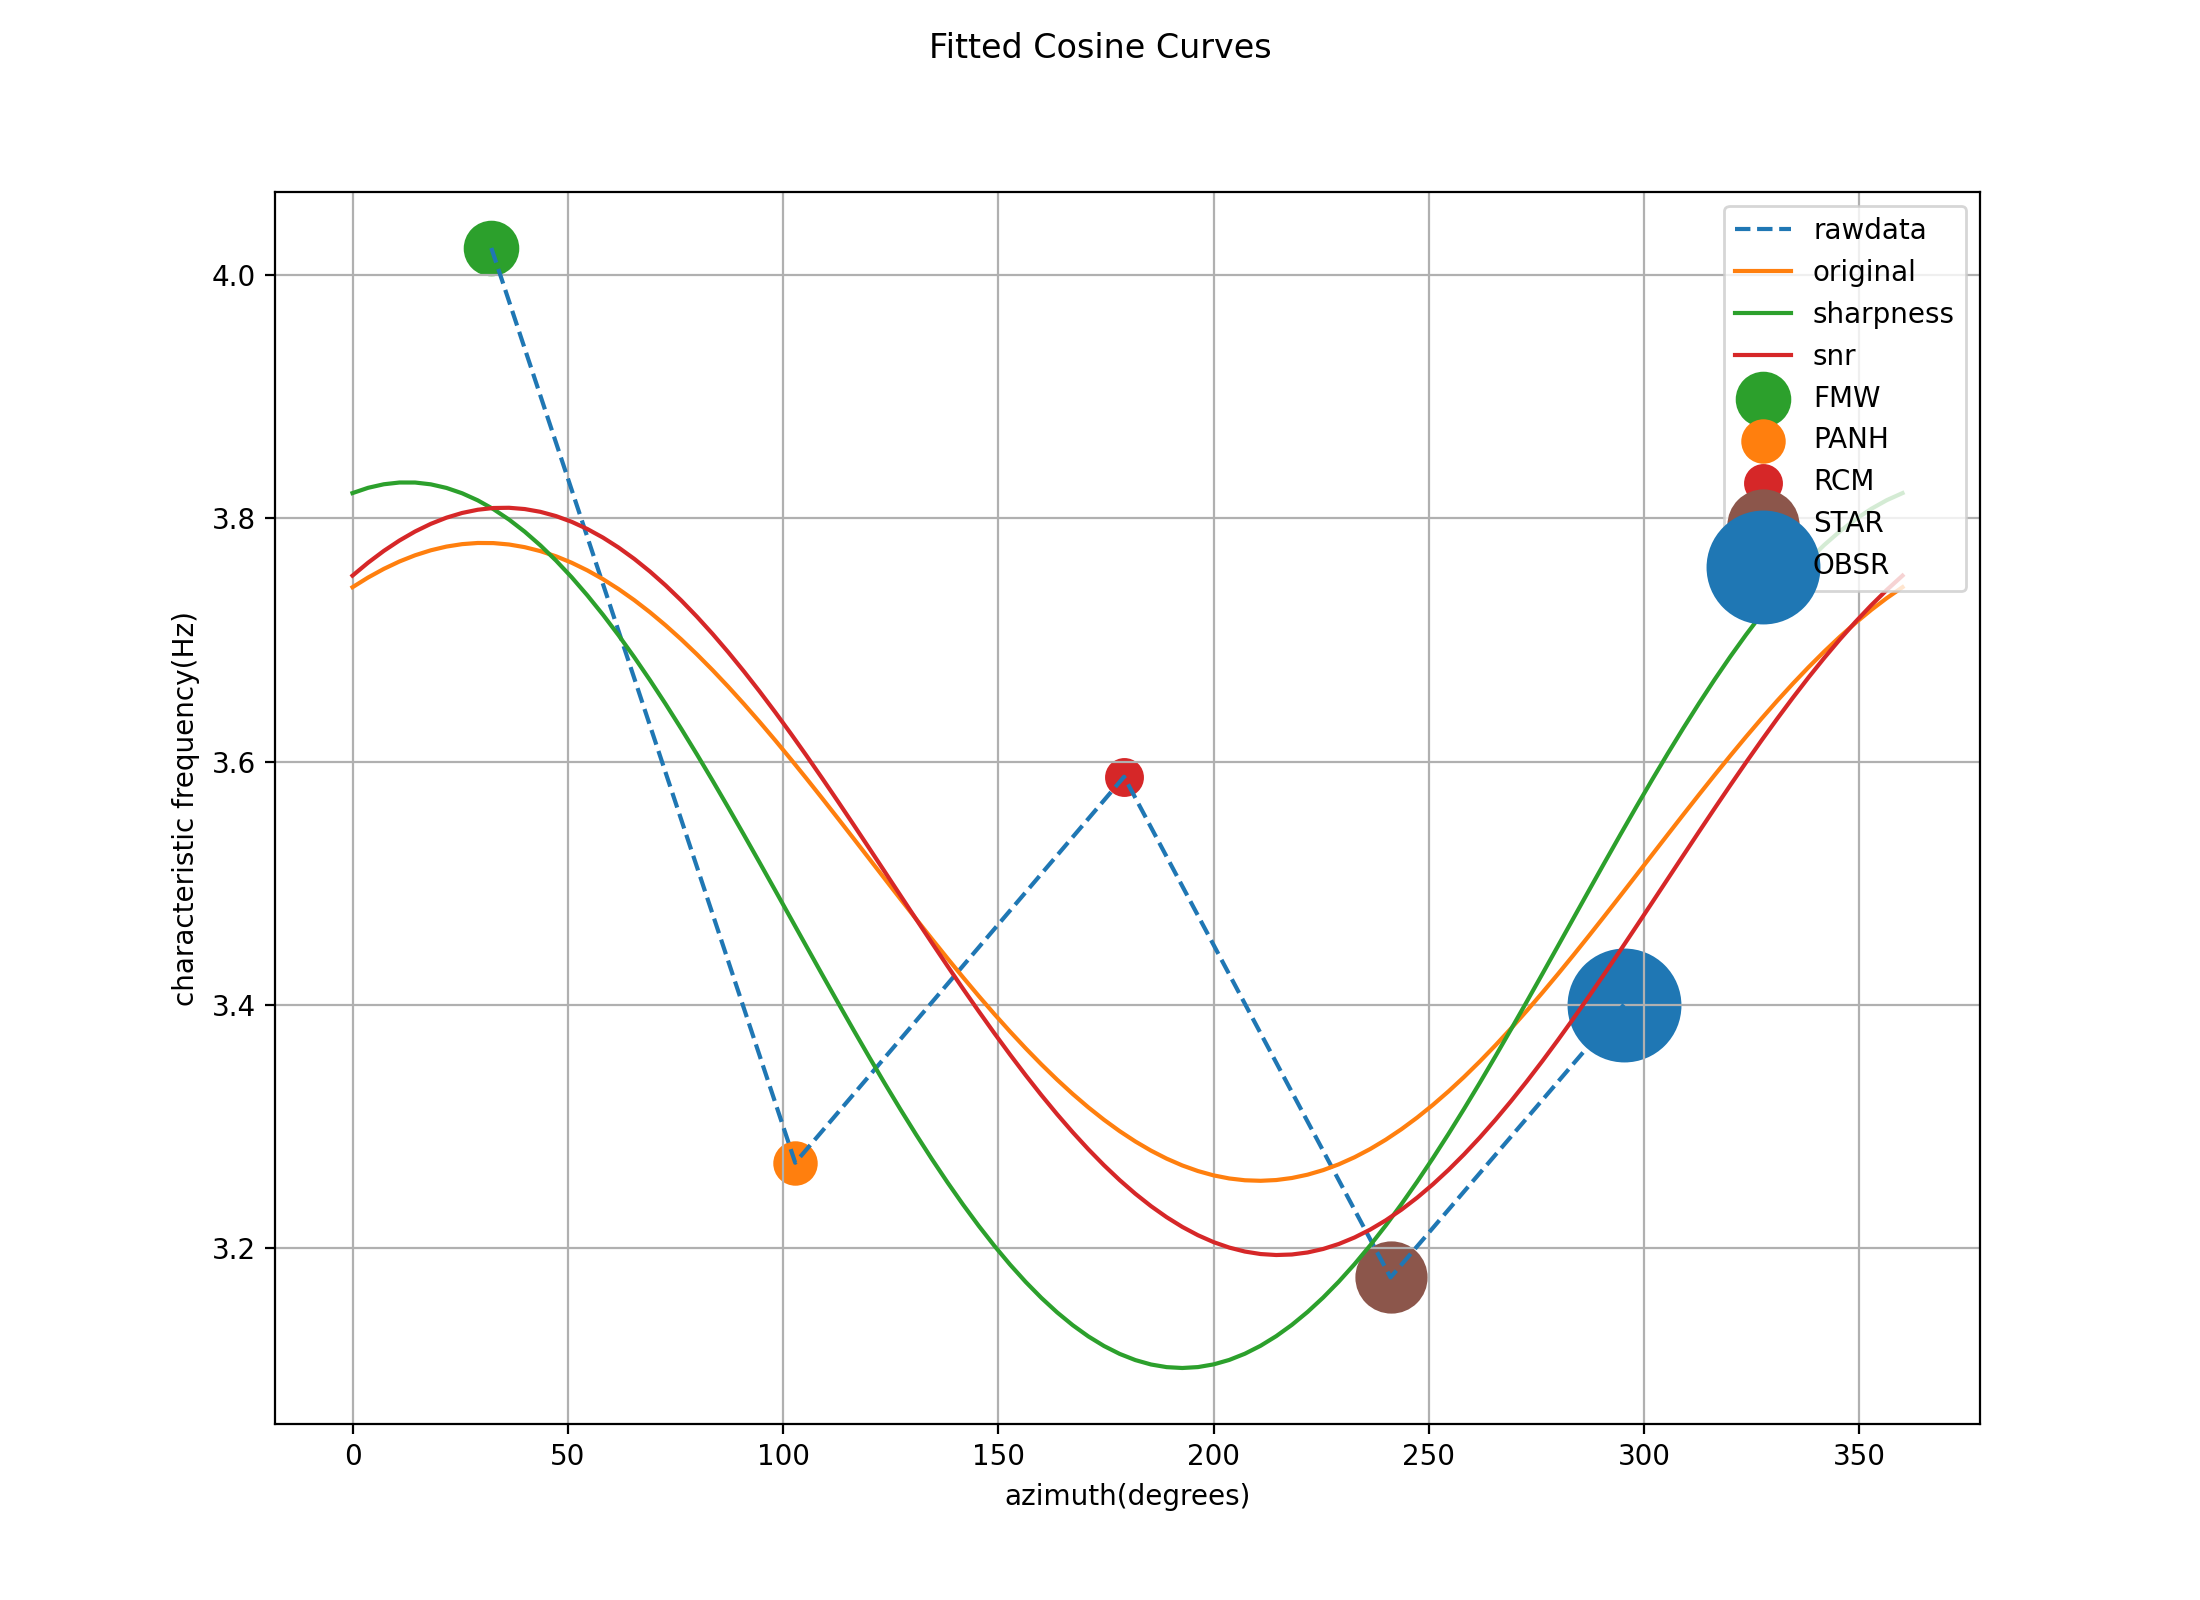 Fitted Cosine Curves
characteristic frequency(Hz)
4.0
3.8
3.6
3.4
3.2
0 50 100 150 200 250 300 350
azimuth(degrees)
rawdata
original
sharpness
snr
FMW
PANH
RCM
STAR
OBSR